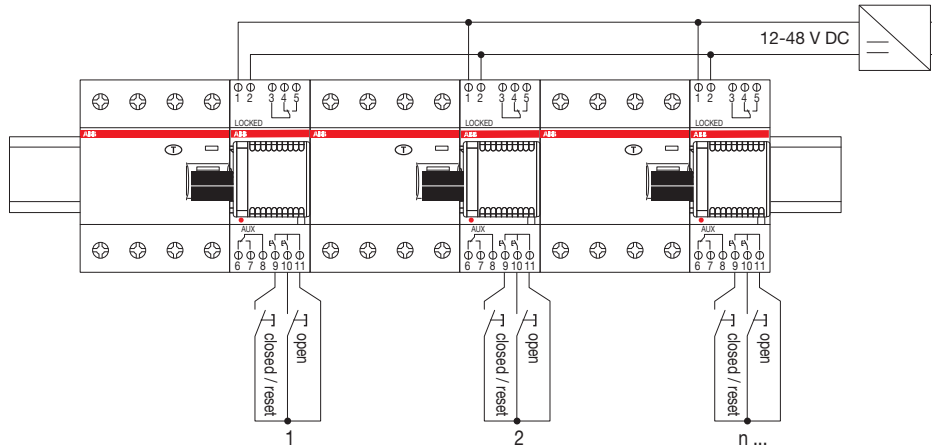 12-48 V DC
1 2 3 4 5
LOCKED
1 2 3 4 5
LOCKED
1 2 3 4 5
LOCKED
ABB
ABB
ABB
ABB
ABB
ABB
T
T
T
AUX
6 7 8 9 10 11
AUX
6 7 8 9 10 11
AUX
6 7 8 9 10 11
closed / reset
open
closed / reset
open
closed / reset
open
1
2
n ...